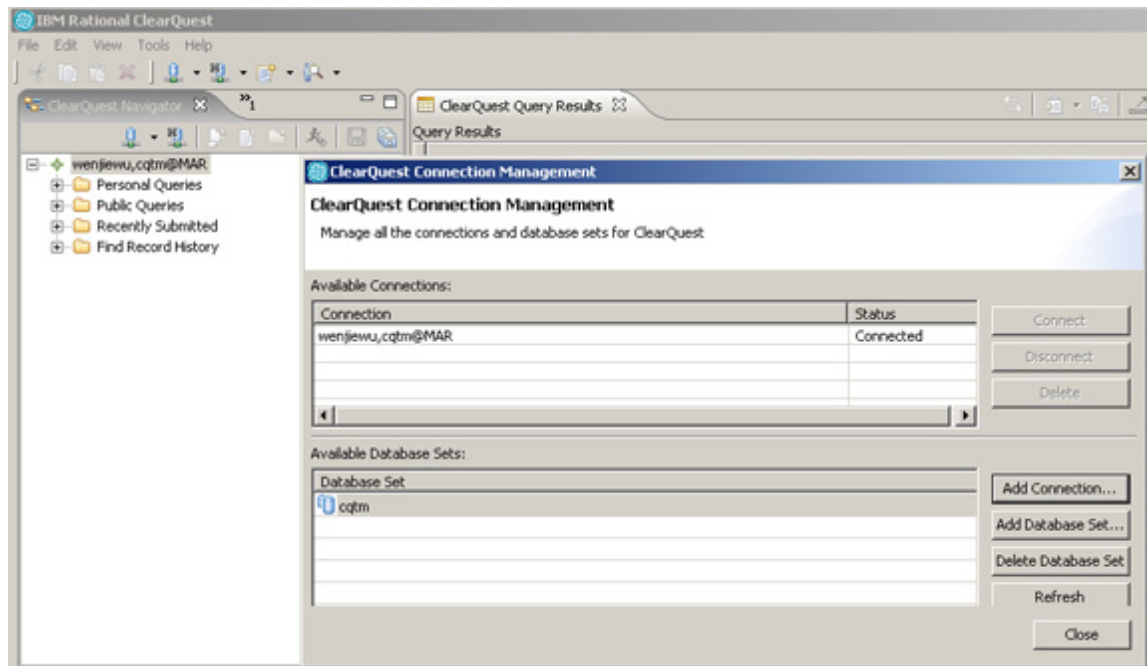 IBM Rational ClearQuest
File Edit View Tools Help
ClearQuest Navigator
»1
ClearQuest Query Results
Query Results
wenjiewu,cqtm@MAR
Personal Queries
Public Queries
Recently Submitted
Find Record History
ClearQuest Connection Management
ClearQuest Connection Management
Manage all the connections and database sets for ClearQuest
Available Connections:
Connection Status
wenjiewu,cqtm@MAR Connected
Connect
Disconnect
Delete
Available Database Sets:
Database Set
cqtm
Add Connection...
Add Database Set...
Delete Database Set
Refresh
Close